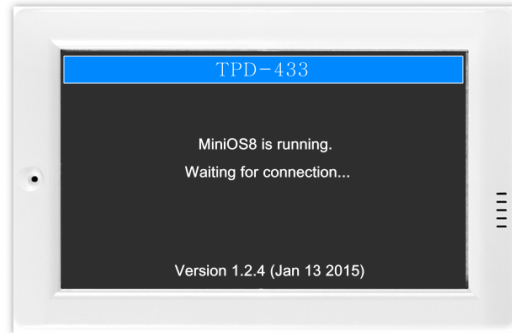 TPD-433
MiniOS8 is running.
Waiting for connection...
Version 1.2.4 (Jan 13 2015)